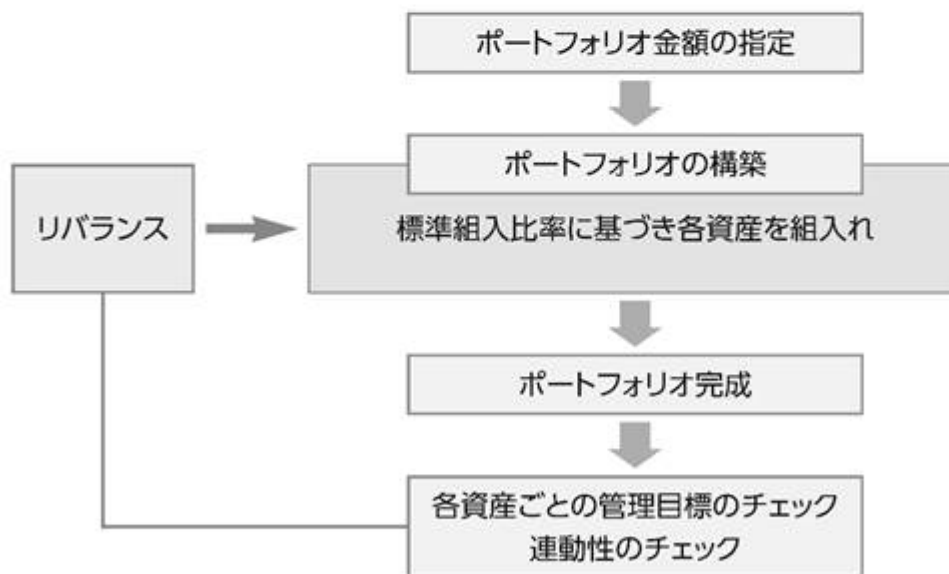 ポートフォリオ金額の指定
ポートフォリオの構築
リバランス
標準組入比率に基づき各資産を組入れ
ポートフォリオ完成
各資産ごとの管理目標のチェック
連動性のチェック